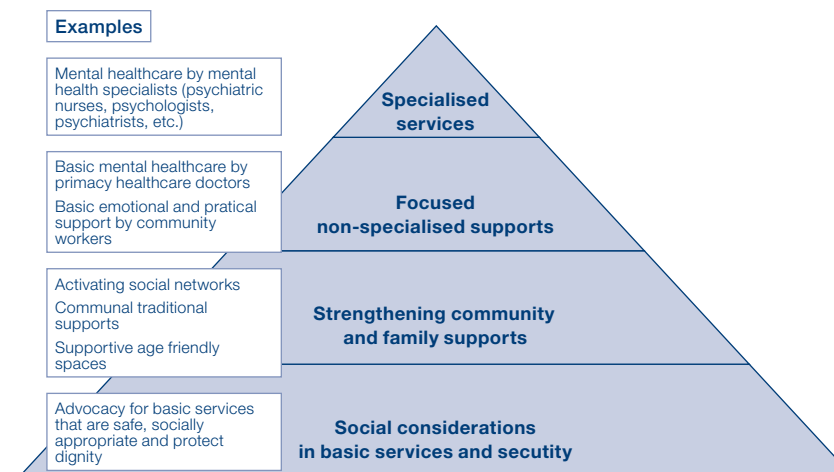 Examples
Mental healthcare by mental
health specialists (psychiatric
nurses, psychologists,
psychiatrists, etc.)
Specialised
services
Basic mental healthcare by
primacy healthcare doctors
Basic emotional and pratical
support by community
workers
Focused
non-specialised supports
Activating social networks
Communal traditional
supports
Supportive age friendly
spaces
Strengthening community
and family supports
Advocacy for basic services
that are safe, socially
appropriate and protect
dignity
Social considerations
in basic services and secutity